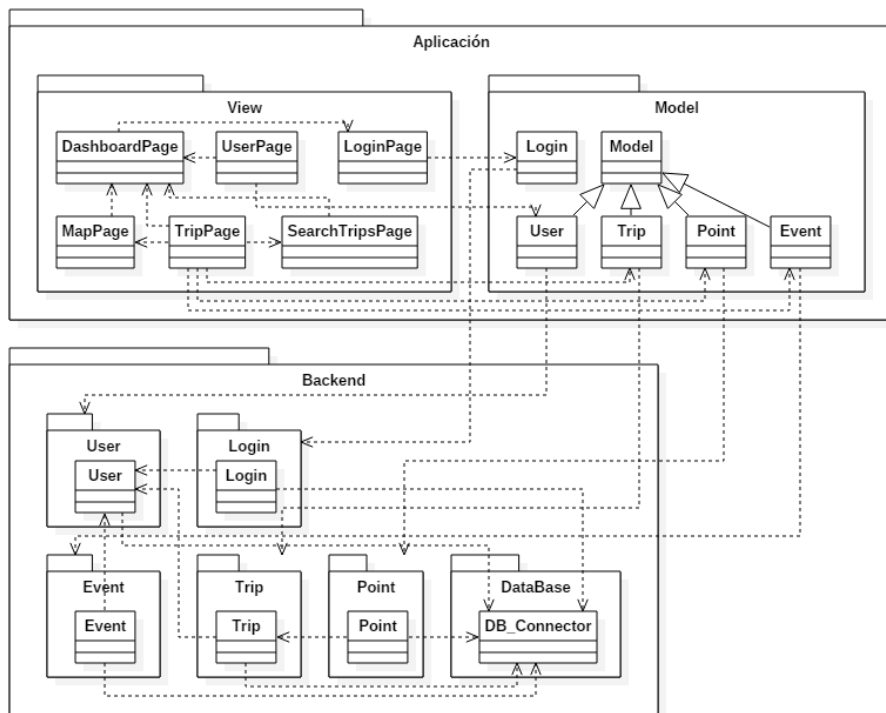 Aplicación
View
Model
DashboardPage
UserPage
LoginPage
Login
Model
MapPage
TripPage
SearchTripsPage
User
Trip
Point
Event
Backend
User
Login
User
Login
Event
Trip
Point
DataBase
Event
Trip
Point
DB_Connector